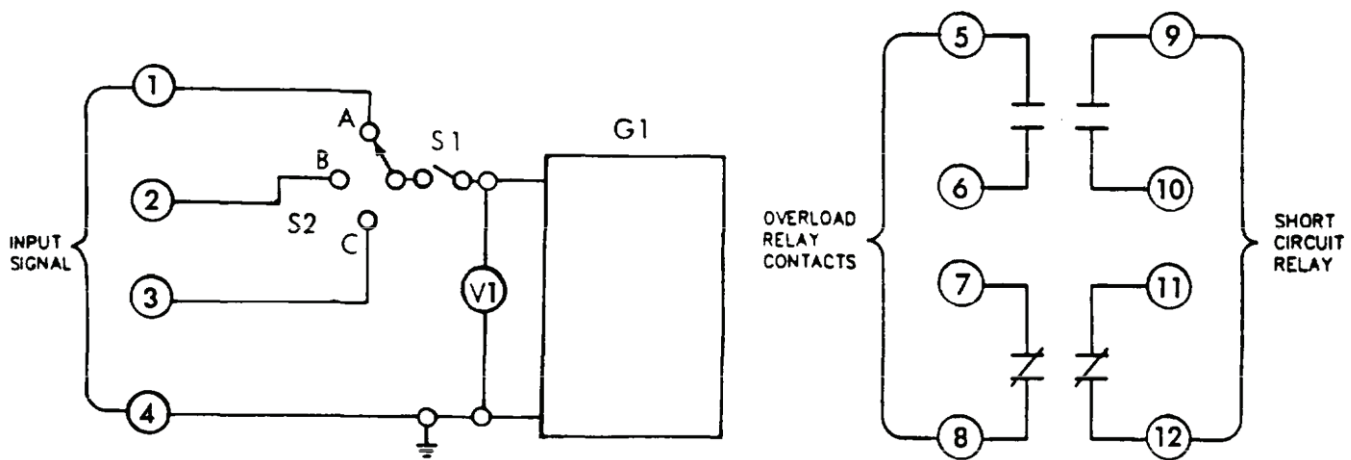 1
A
S1
G1
B
2
S2
C
INPUT
SIGNAL
3
V1
4
5
9
6
10
OVERLOAD
RELAY
CONTACTS
SHORT
CIRCUIT
RELAY
7
11
8
12